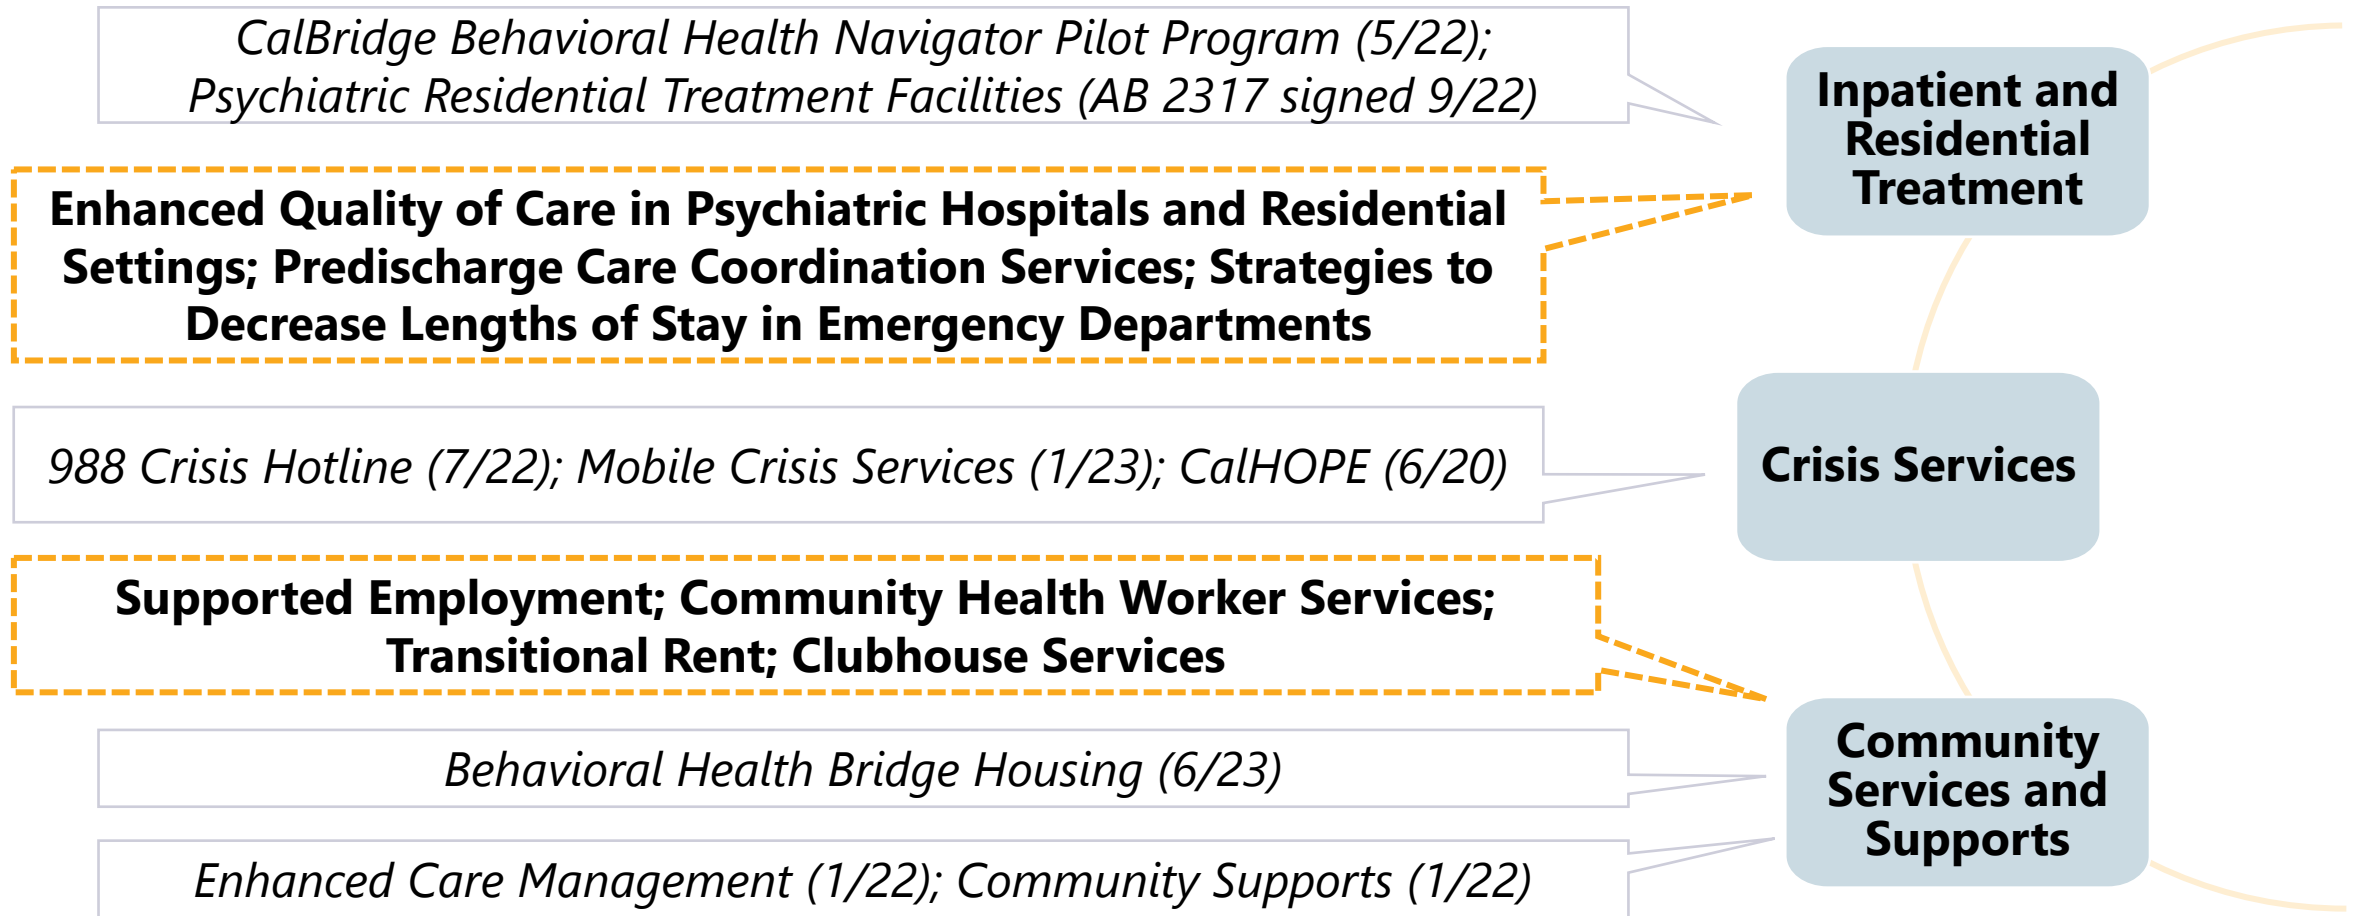 CalBridge Behavioral Health Navigator Pilot Program (5/22);
Psychiatric Residential Treatment Facilities (AB 2317 signed 9/22)
Inpatient and
Residential
Treatment
Enhanced Quality of Care in Psychiatric Hospitals and Residential
Settings; Predischarge Care Coordination Services; Strategies to
Decrease Lengths of Stay in Emergency Departments
988 Crisis Hotline (7/22); Mobile Crisis Services (1/23); CalHOPE (6/20)
Crisis Services
Supported Employment; Community Health Worker Services;
Transitional Rent; Clubhouse Services
Behavioral Health Bridge Housing (6/23)
Community
Services and
Supports
Enhanced Care Management (1/22); Community Supports (1/22)